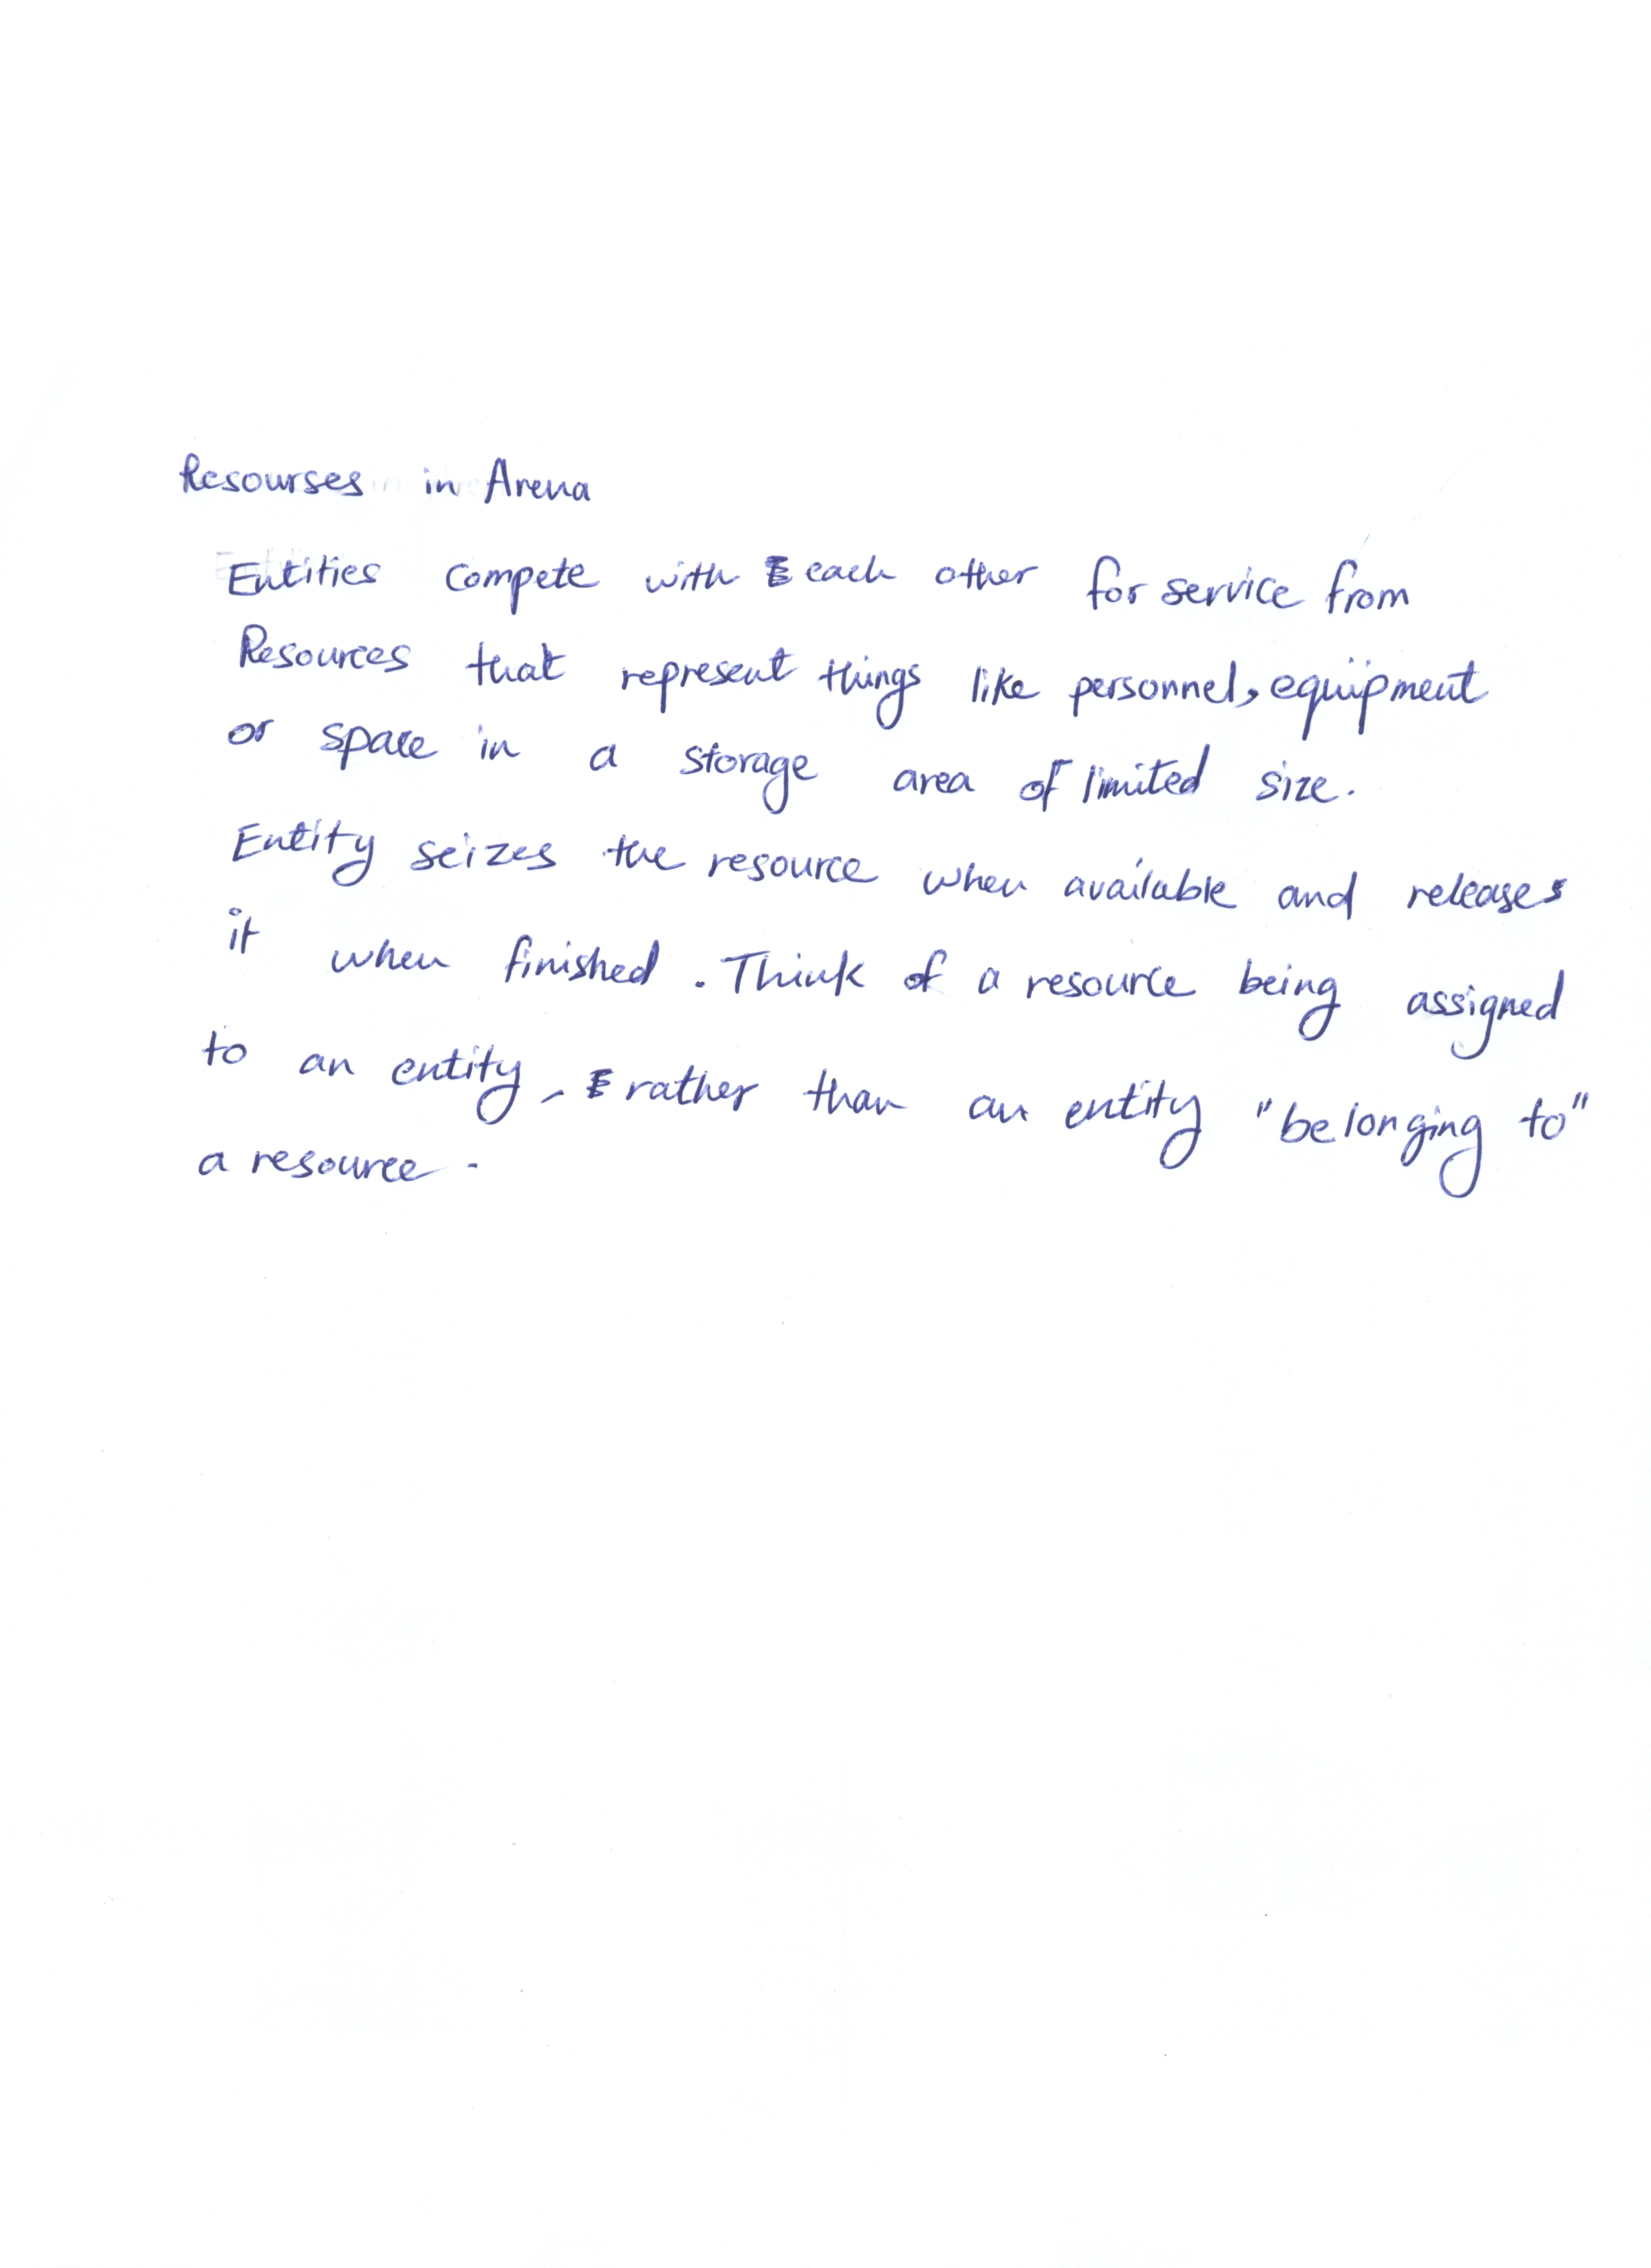 Resourses in Arena
Entities compete with each other for service from
Resources that represent things like personnel, equipment
or space in a storage area of limited size.
Entity seizes the resource when available and releases
it when finished. Think of a resource being assigned
to an entity, rather than an entity "belonging to"
a resource.